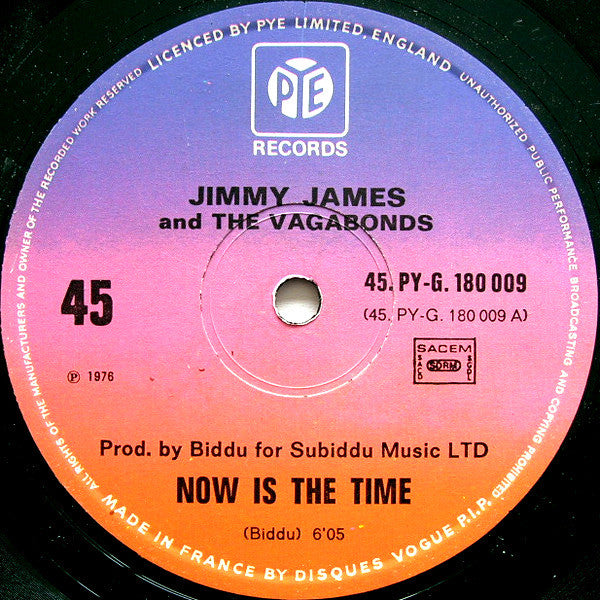 ALL RIGHTS OF THE MANUFACTURERS AND OWNER OF THE RECORDED WORK RESERVED
LICENCED BY PYE LIMITED, ENGLAND
UNAUTHORIZED PUBLIC PERFORMANCE BROADCASTING AND COPYING PROHIBITED
PYE
RECORDS
JIMMY JAMES
and THE VAGABONDS
45
45. PY-G. 180 009
(45. PY-G. 180 009 A)
SACEM
SACD SDRM SGDL
Ⓟ 1976
Prod. by Biddu for Subiddu Music LTD
NOW IS THE TIME
(Biddu) 6'05
MADE IN FRANCE BY DISQUES VOGUE P.I.P.